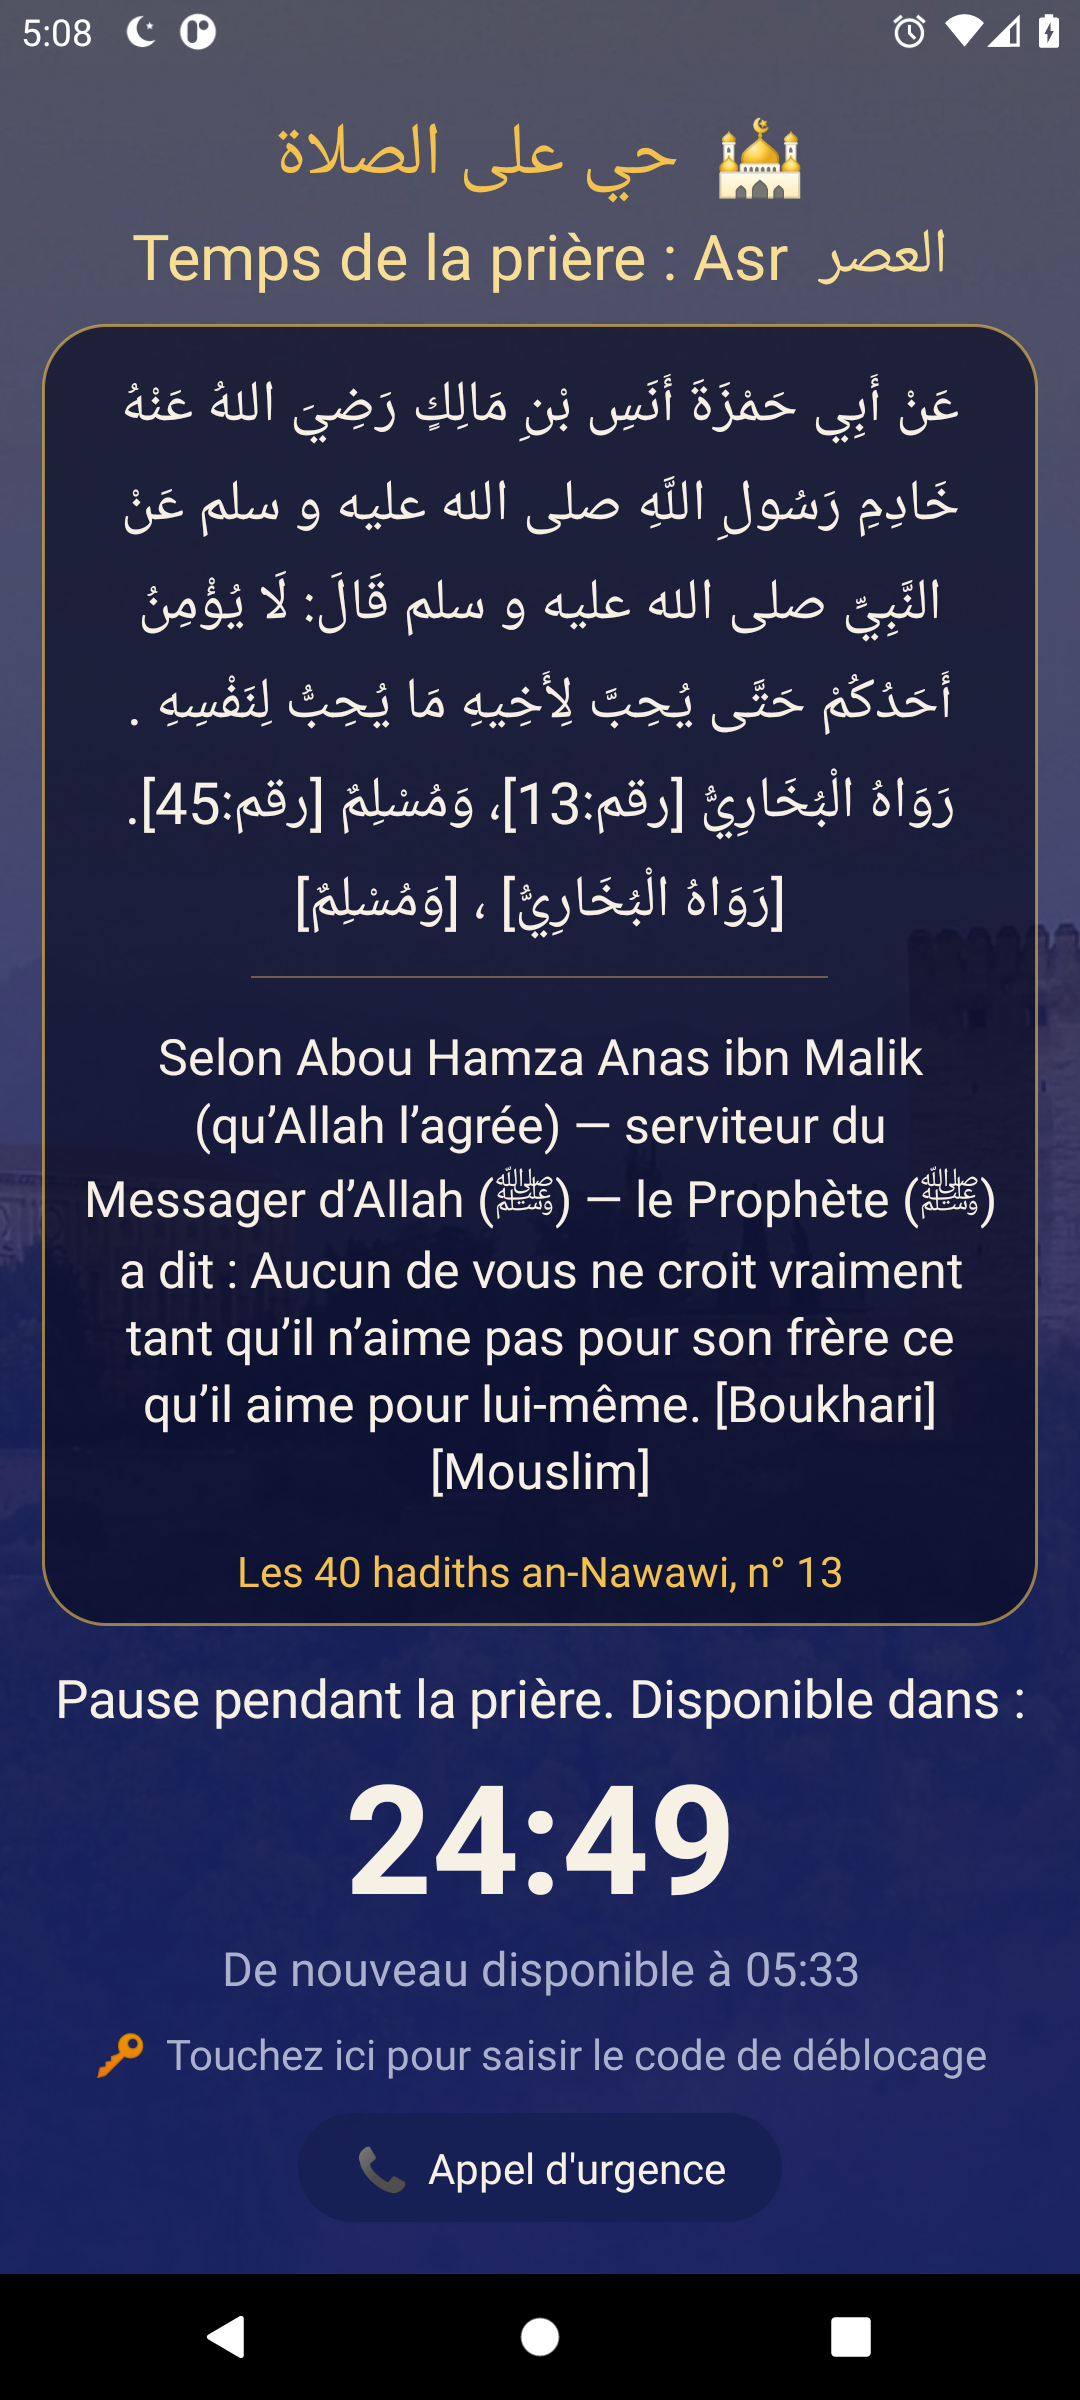 5:08
حي على الصلاة
Temps de la prière : Asr العصر
عَنْ أَبِي حَمْزَةَ أَنَسِ بْنِ مَالِكٍ رَضِيَ اللهُ عَنْهُ
خَادِمِ رَسُولِ اللَّهِ صلى الله عليه و سلم عَنْ
النَّبِيِّ صلى الله عليه و سلم قَالَ: لَا يُؤْمِنُ
أَحَدُكُمْ حَتَّى يُحِبَّ لِأَخِيهِ مَا يُحِبُّ لِنَفْسِهِ .
رَوَاهُ الْبُخَارِيُّ [رقم:13]، وَمُسْلِمٌ [رقم:45].
[رَوَاهُ الْبُخَارِيُّ] ، [وَمُسْلِمٌ]
Selon Abou Hamza Anas ibn Malik
(qu’Allah l’agrée) — serviteur du
Messager d’Allah (ﷺ) — le Prophète (ﷺ)
a dit : Aucun de vous ne croit vraiment
tant qu’il n’aime pas pour son frère ce
qu’il aime pour lui-même. [Boukhari]
[Mouslim]
Les 40 hadiths an-Nawawi, n° 13
Pause pendant la prière. Disponible dans :
24:49
De nouveau disponible à 05:33
Touchez ici pour saisir le code de déblocage
Appel d'urgence